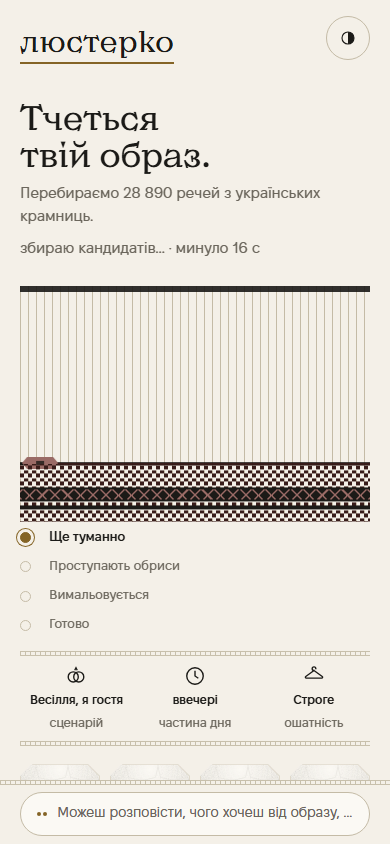 люстерко
Тчеться
твій образ.
Перебираємо 28 890 речей з українських
крамниць.
збираю кандидатів... · минуло 16 с
Ще туманно
Проступають обриси
Вимальовується
Готово
Весілля, я гостя
ввечері
Строге
сценарій
частина дня
ошатність
Можеш розповісти, чого хочеш від образу, ...